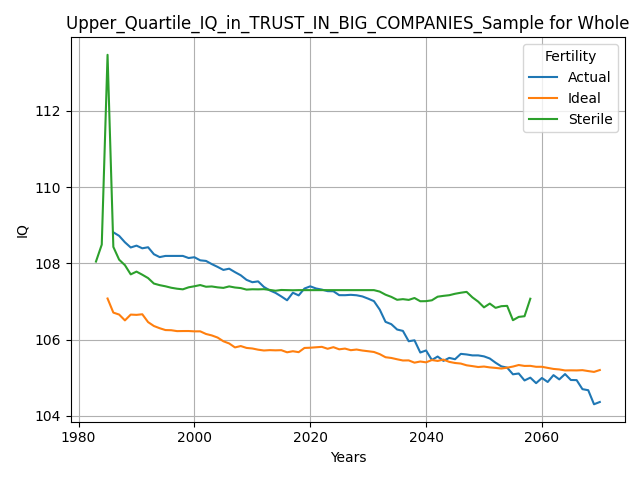 Upper_Quartile_IQ_in_TRUST_IN_BIG_COMPANIES_Sample for Whole
Fertility
Actual
Ideal
Sterile
IQ
112
110
108
106
104
1980
2000
2020
2040
2060
Years